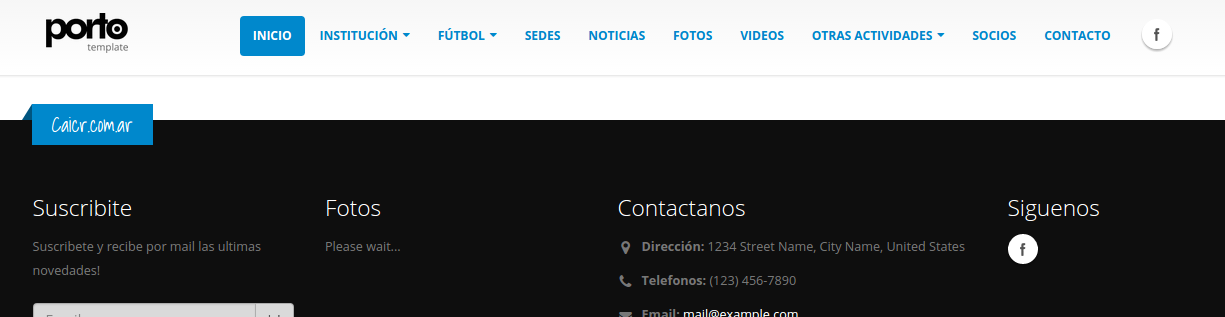 porto
template
INICIO INSTITUCIÓN FÚTBOL SEDES NOTICIAS FOTOS VIDEOS OTRAS ACTIVIDADES SOCIOS CONTACTO
Caicr.com.ar
Suscribite
Suscribete y recibe por mail las ultimas
novedades!
Fotos
Please wait...
Contactanos
Dirección: 1234 Street Name, City Name, United States
Telefonos: (123) 456-7890
Email: mail@example.com
Siguenos